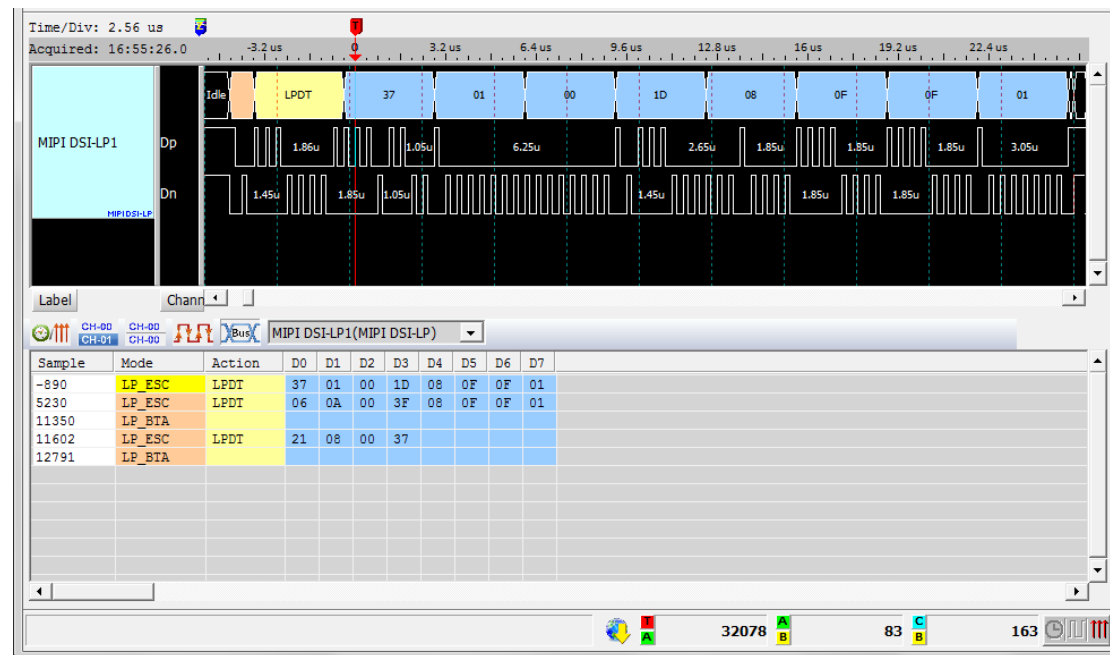 Time/Div: 2.56 us
Acquired: 16:55:26.0 -3.2 us 0 3.2 us 6.4 us 9.6 us 12.8 us 16 us 19.2 us 22.4 us
T
Idle LPDT 37 01 00 1D 08 0F 0F 01
MIPI DSI-LP1 Dp 1.86u 1.05u 6.25u 2.65u 1.85u 1.85u 1.85u 3.05u
Dn 1.45u 1.85u 1.05u 1.45u 1.85u 1.85u
MIPIDSI-LP
Label Chann
CH-00 CH-01 CH-00 CH-00 Bus MIPI DSI-LP1(MIPI DSI-LP)
Sample Mode Action D0 D1 D2 D3 D4 D5 D6 D7
-890 LP_ESC LPDT 37 01 00 1D 08 0F 0F 01
5230 LP_ESC LPDT 06 0A 00 3F 08 0F 0F 01
11350 LP_BTA
11602 LP_ESC LPDT 21 08 00 37
12791 LP_BTA
T A 32078 A B 83 C B 163